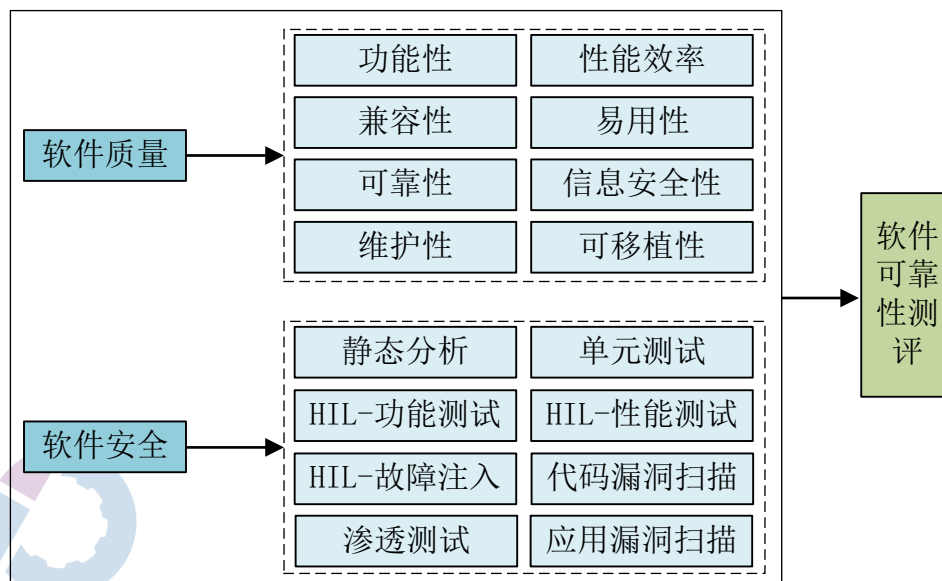 软件质量
功能性
性能效率
兼容性
易用性
可靠性
信息安全性
维护性
可移植性
软件安全
静态分析
单元测试
HIL-功能测试
HIL-性能测试
HIL-故障注入
代码漏洞扫描
渗透测试
应用漏洞扫描
软件
可靠
性测
评